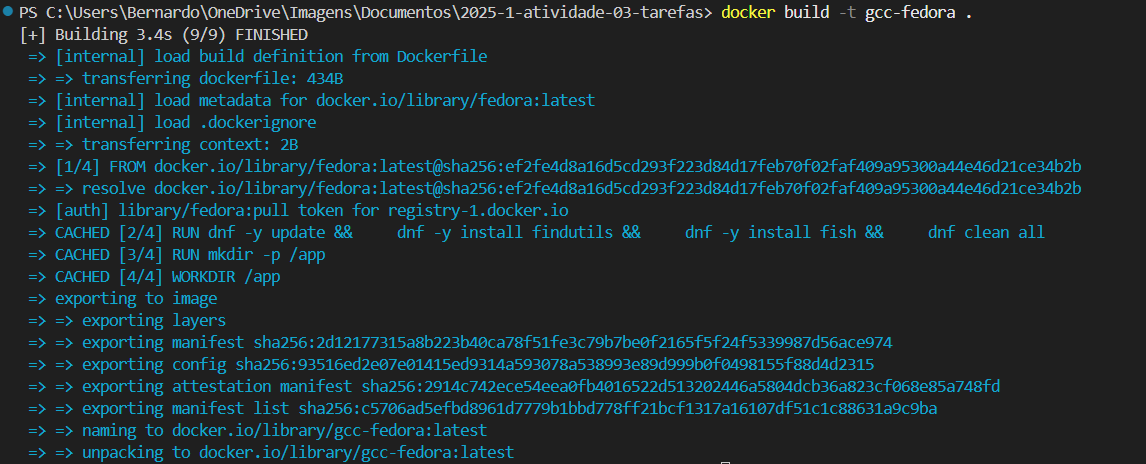 PS C:\Users\Bernardo\OneDrive\Imagens\Documentos\2025-1-atividade-03-tarefas> docker build -t gcc-fedora .
[+] Building 3.4s (9/9) FINISHED
=> [internal] load build definition from Dockerfile
=> => transferring dockerfile: 434B
=> [internal] load metadata for docker.io/library/fedora:latest
=> [internal] load .dockerignore
=> => transferring context: 2B
=> [1/4] FROM docker.io/library/fedora:latest@sha256:ef2fe4d8a16d5cd293f223d84d17feb70f02faf409a95300a44e46d21ce34b2b
=> => resolve docker.io/library/fedora:latest@sha256:ef2fe4d8a16d5cd293f223d84d17feb70f02faf409a95300a44e46d21ce34b2b
=> [auth] library/fedora:pull token for registry-1.docker.io
=> CACHED [2/4] RUN dnf -y update &&     dnf -y install findutils &&     dnf -y install fish &&     dnf clean all
=> CACHED [3/4] RUN mkdir -p /app
=> CACHED [4/4] WORKDIR /app
=> exporting to image
=> => exporting layers
=> => exporting manifest sha256:2d12177315a8b223b40ca78f51fe3c79b7be0f2165f5f24f5339987d56ace974
=> => exporting config sha256:93516ed2e07e01415ed9314a593078a538993e89d999b0f0498155f88d4d2315
=> => exporting attestation manifest sha256:2914c742ece54eea0fb4016522d513202446a5804dcb36a823cf068e85a748fd
=> => exporting manifest list sha256:c5706ad5efbd8961d7779b1bbd778ff21bcf1317a16107df51c1c88631a9c9ba
=> => naming to docker.io/library/gcc-fedora:latest
=> => unpacking to docker.io/library/gcc-fedora:latest